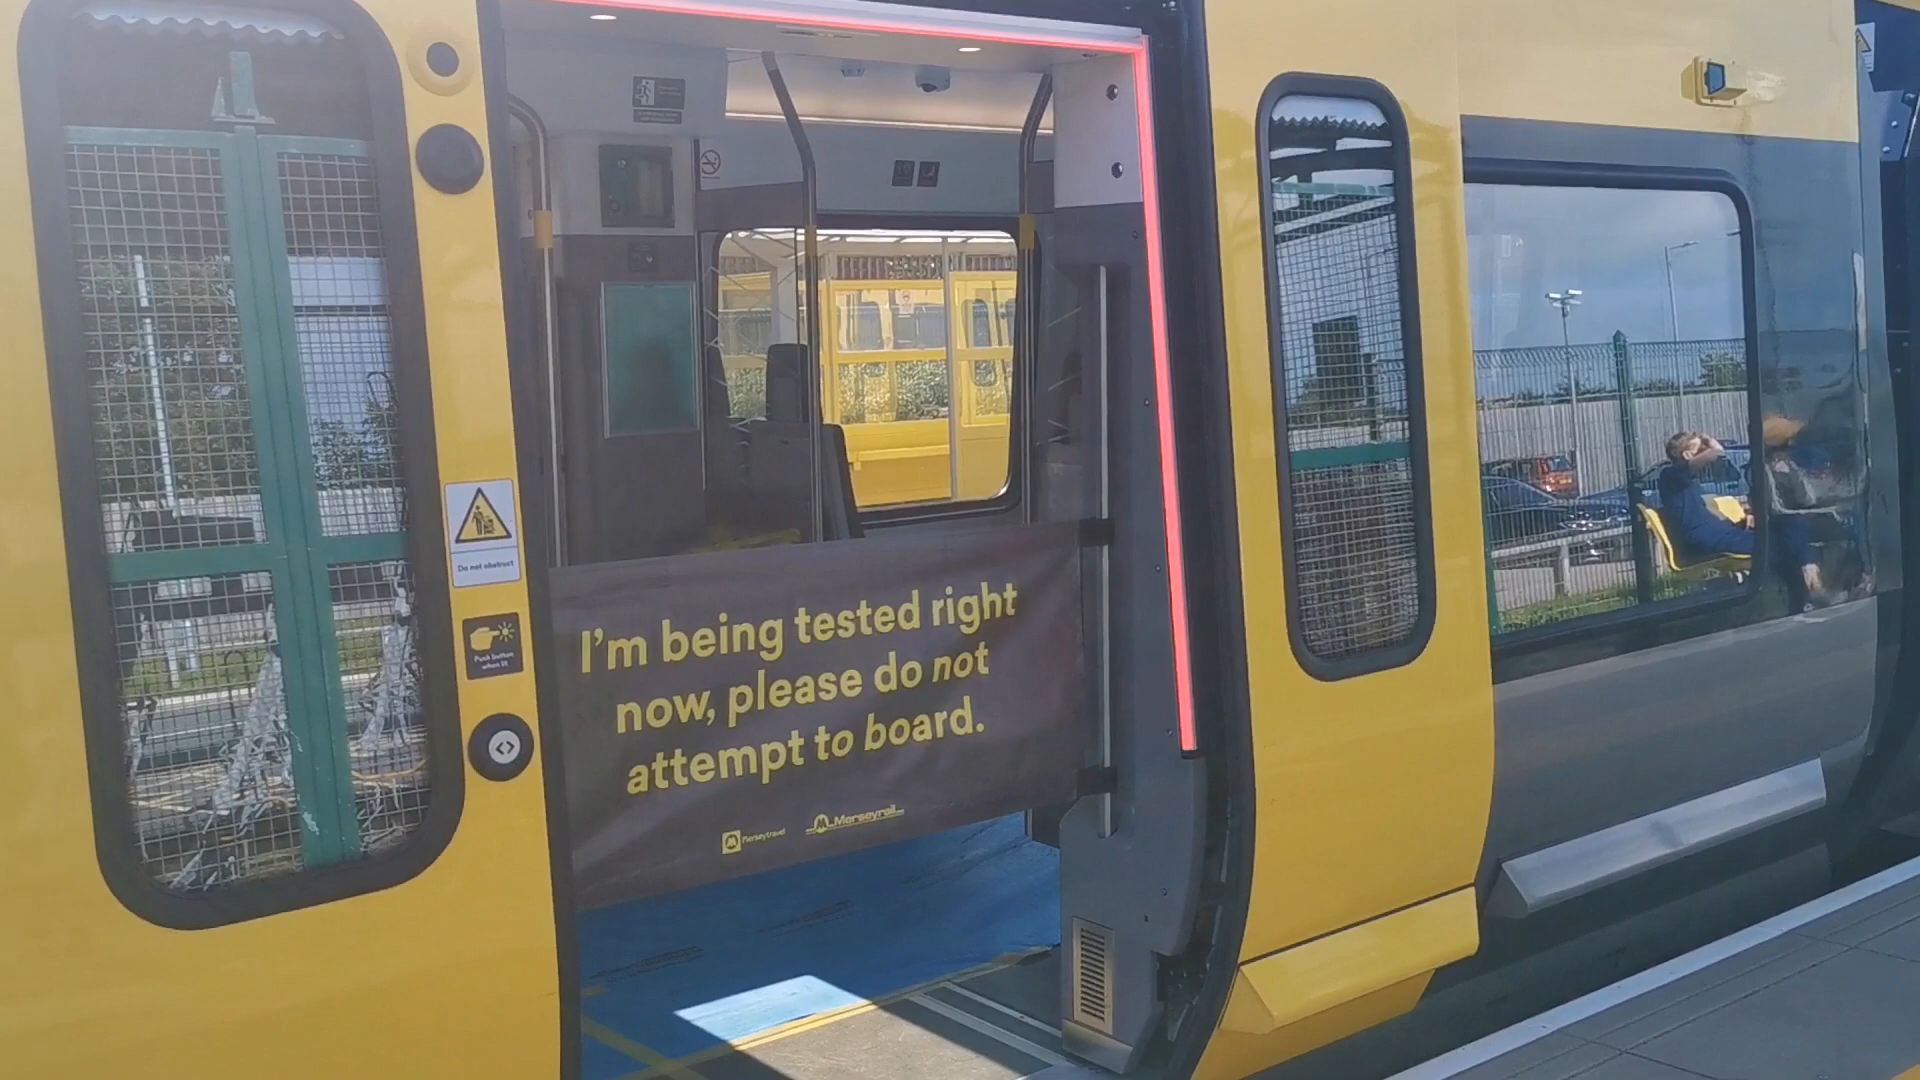 Do not obstruct
Push button
when lit
I'm being tested right
now, please do not
attempt to board.
Merseytravel
Merseyrail